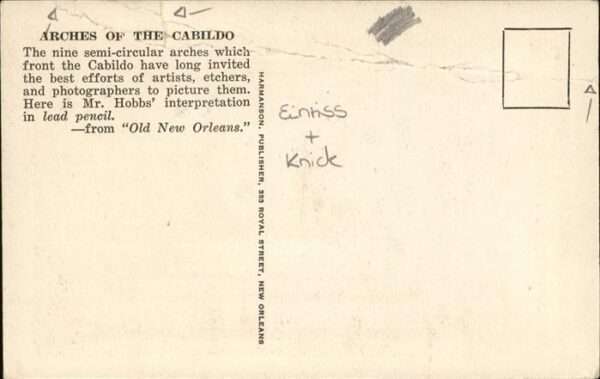 ARCHES OF THE CABILDO
The nine semi-circular arches which
front the Cabildo have long invited
the best efforts of artists, etchers,
and photographers to picture them.
Here is Mr. Hobbs' interpretation
in lead pencil.
—from "Old New Orleans."
HARMANSON, PUBLISHER, 333 ROYAL STREET, NEW ORLEANS
+
Knick